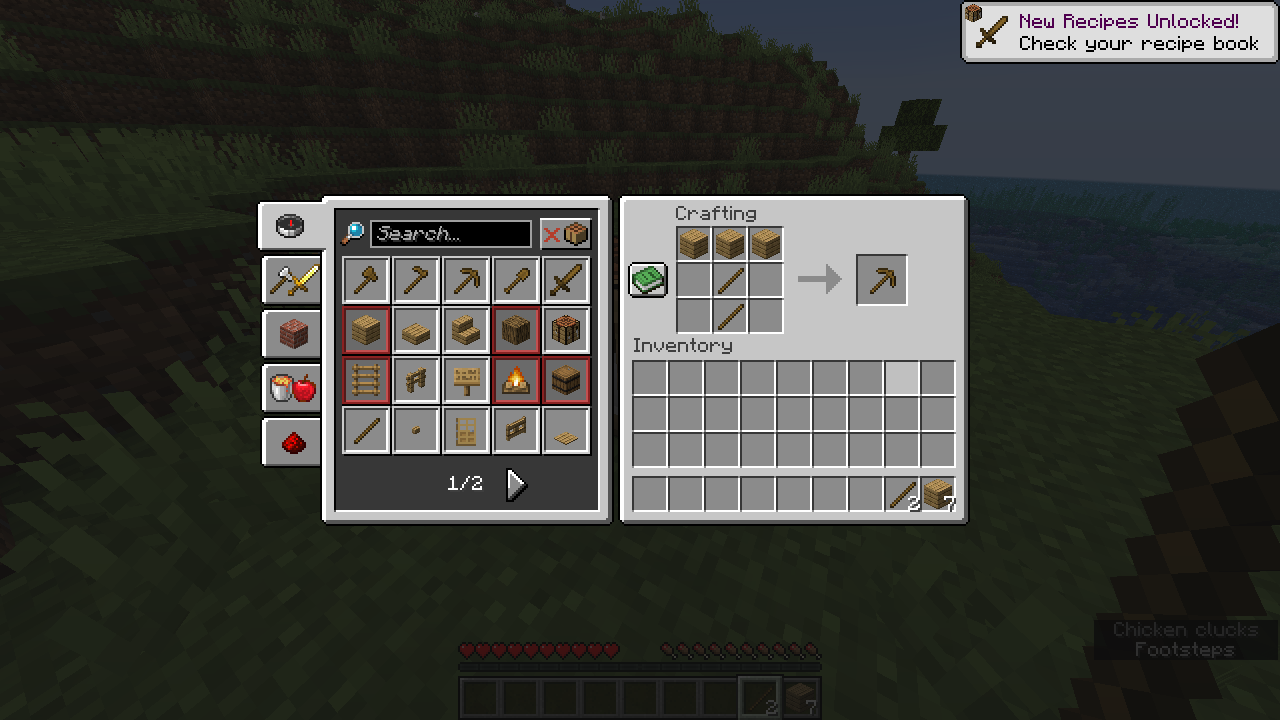 New Recipes Unlocked!
Check your recipe book
Search...
Crafting
Inventory
1/2
2
7
Chicken clucks
Footsteps
2
7